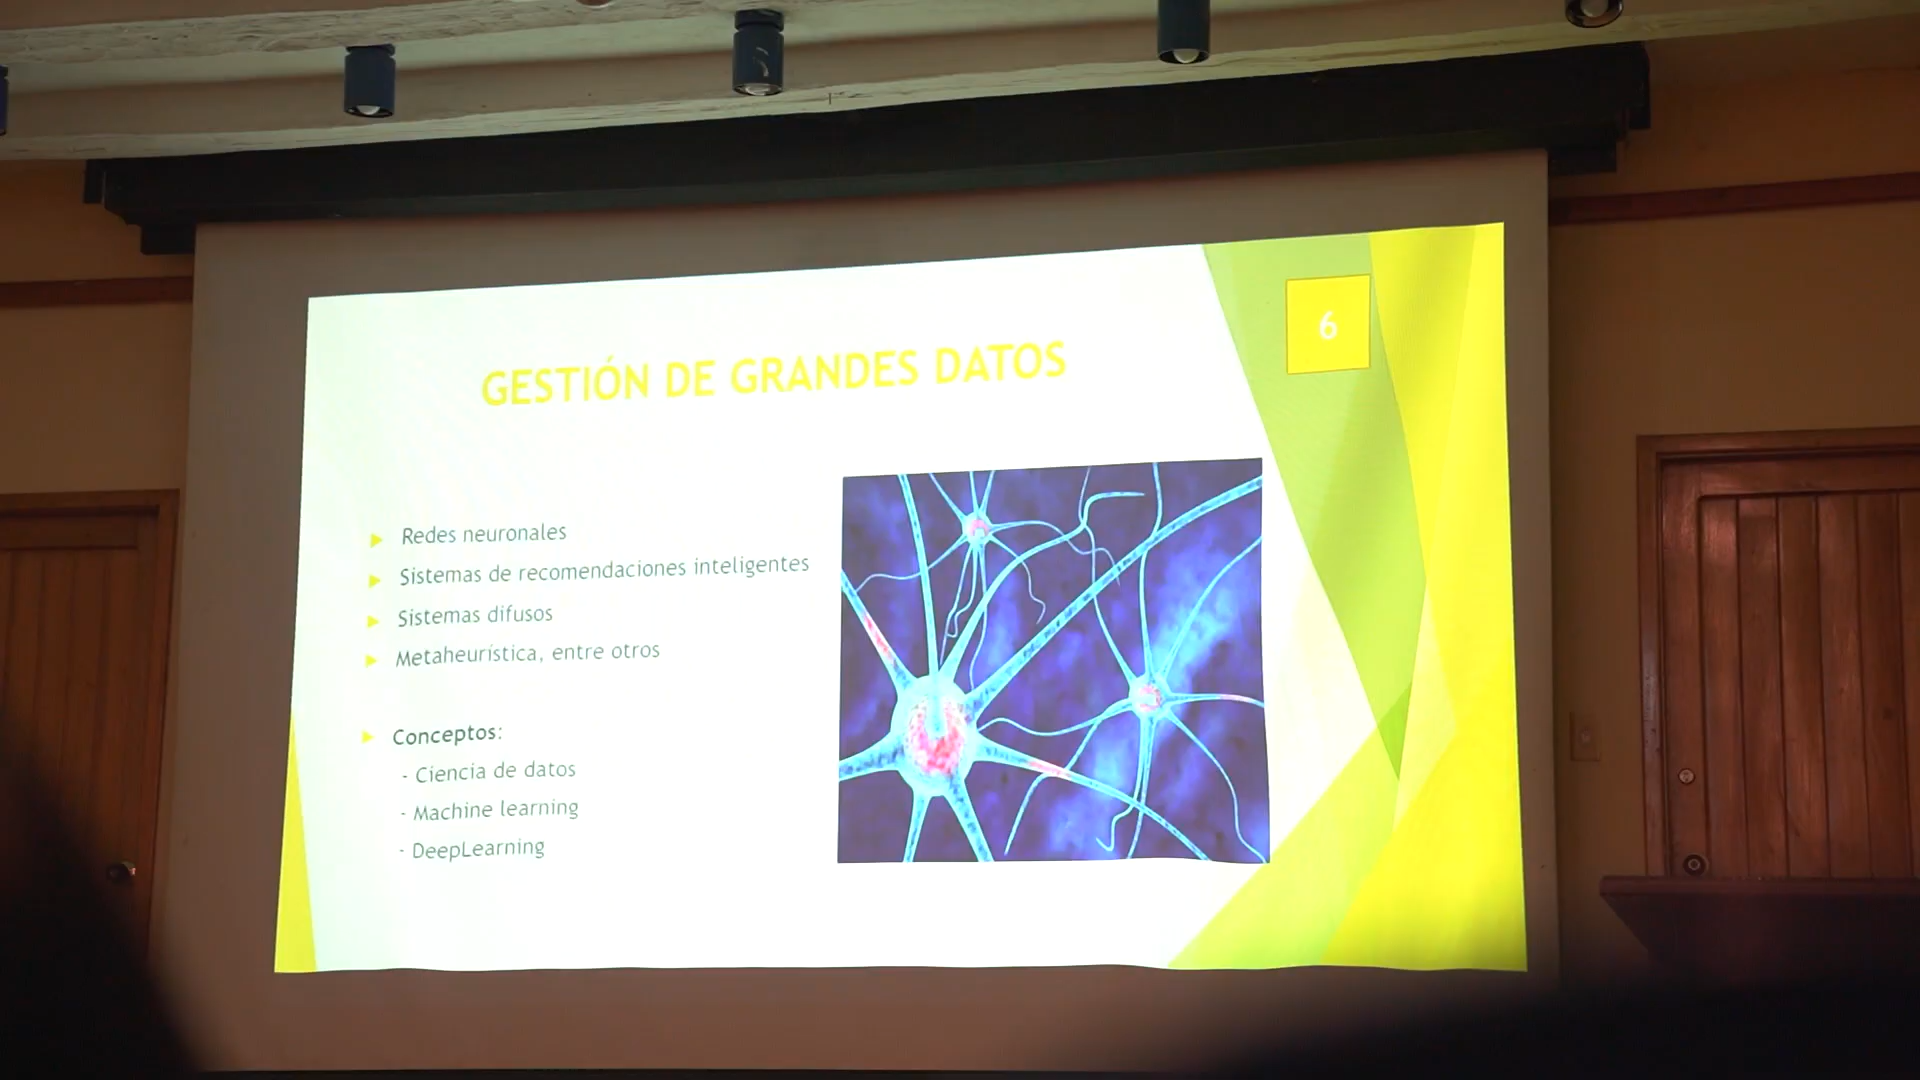 6
GESTIÓN DE GRANDES DATOS
Redes neuronales
Sistemas de recomendaciones inteligentes
Sistemas difusos
Metaheurística, entre otros
Conceptos:
- Ciencia de datos
- Machine learning
- DeepLearning